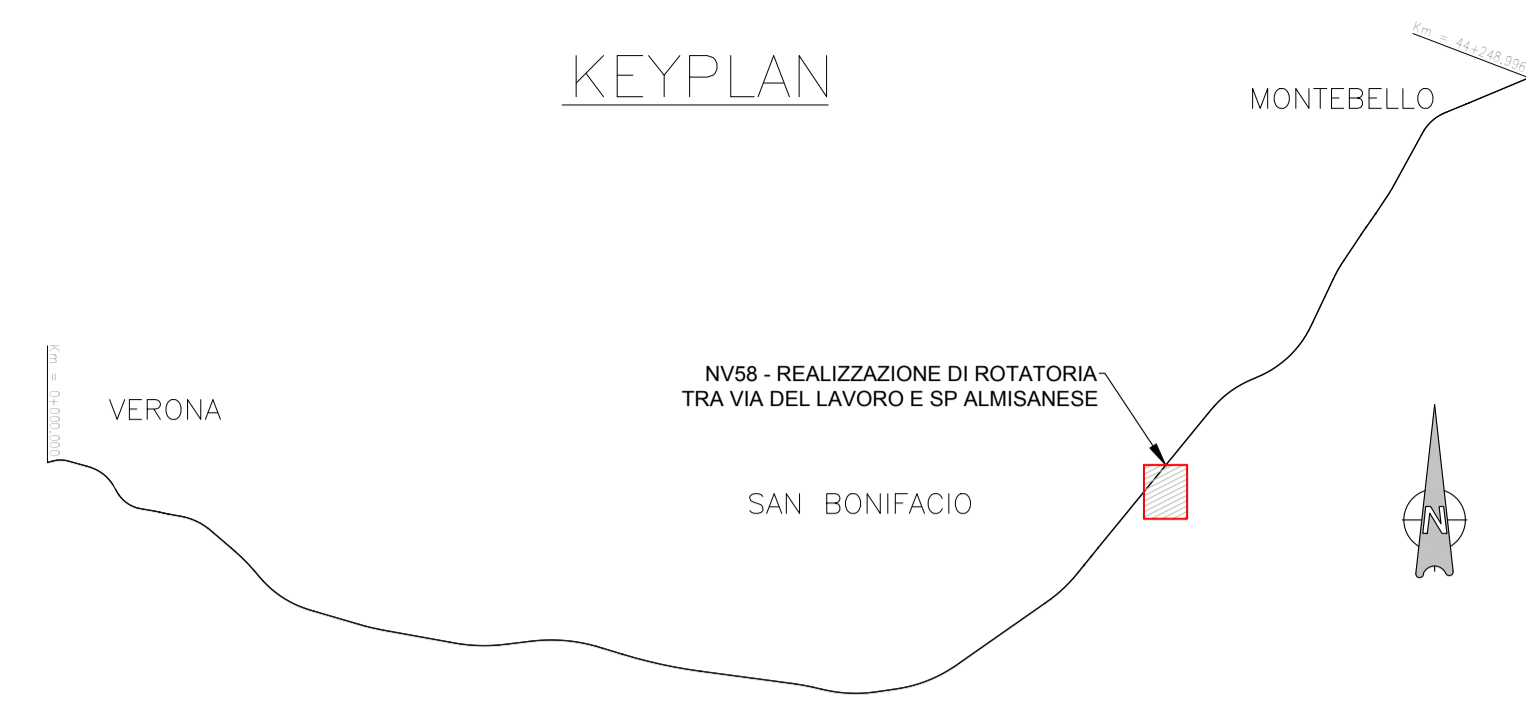 KEYPLAN
Km = 44+248.996
MONTEBELLO
Km = 0+000.000
VERONA
NV58 - REALIZZAZIONE DI ROTATORIA
TRA VIA DEL LAVORO E SP ALMISANESE
SAN BONIFACIO
N